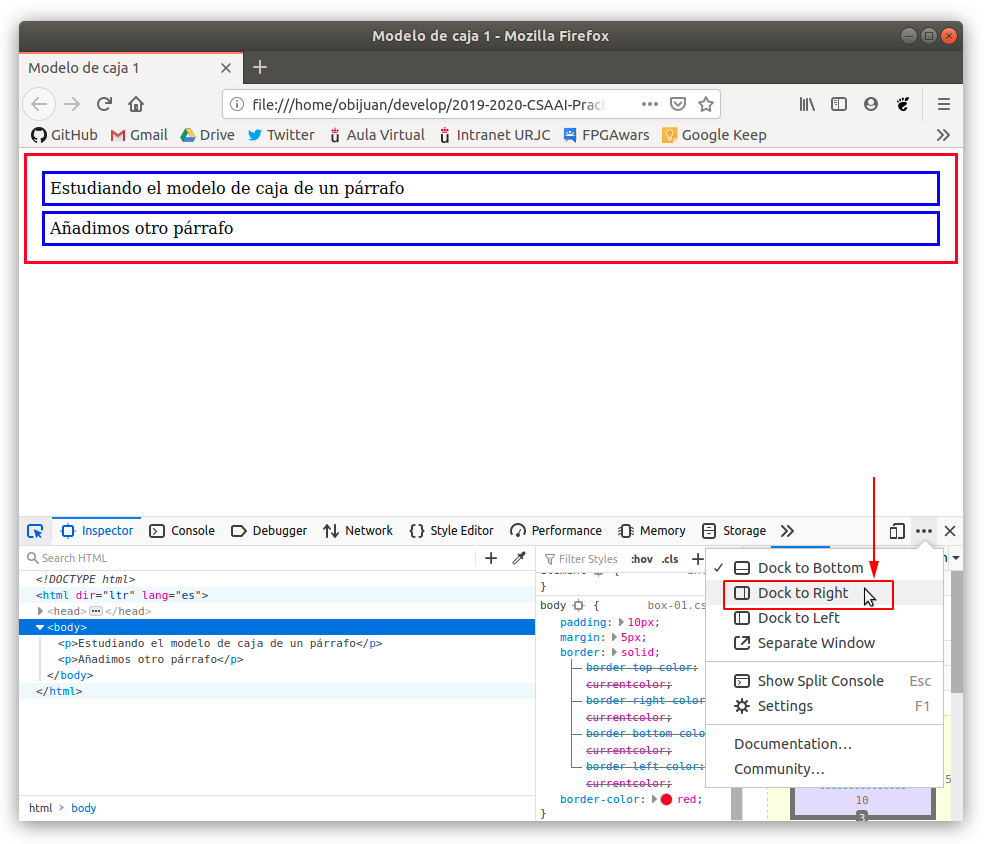 Modelo de caja 1 - Mozilla Firefox
Modelo de caja 1
file:///home/obijuan/develop/2019-2020-CSAAI-Pract
GitHub Gmail Drive Twitter Aula Virtual Intranet URJC FPGAwars Google Keep
Estudiando el modelo de caja de un párrafo
Añadimos otro párrafo
Inspector Console Debugger Network Style Editor Performance Memory Storage
Search HTML
<!DOCTYPE html>
<html dir="ltr" lang="es">
<head> </head>
<body>
<p>Estudiando el modelo de caja de un párrafo</p>
<p>Añadimos otro párrafo</p>
</body>
</html>
html > body
Filter Styles :hov .cls +
}
body {
box-01.cs
padding: 10px;
margin: 5px;
border: solid;
border-top-color:
currentcolor;
border-right-color
currentcolor;
border-bottom-colo
currentcolor;
border-left-color:
currentcolor;
border-color: red;
}
✓ Dock to Bottom
Dock to Right
Dock to Left
Separate Window
Show Split Console Esc
Settings F1
Documentation…
Community…
5
10
3